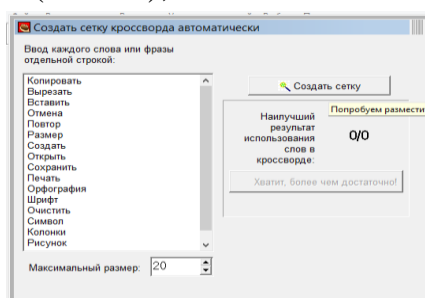 Создать сетку кроссворда автоматически
Ввод каждого слова или фразы
отдельной строкой:
Копировать
Вырезать
Вставить
Отмена
Повтор
Размер
Создать
Открыть
Сохранить
Печать
Орфография
Шрифт
Очистить
Символ
Колонки
Рисунок
Максимальный размер: 20
Создать сетку
Попробуем размести
Наилучший
результат
использования
слов в
кроссворде:
0/0
Хватит, более чем достаточно!